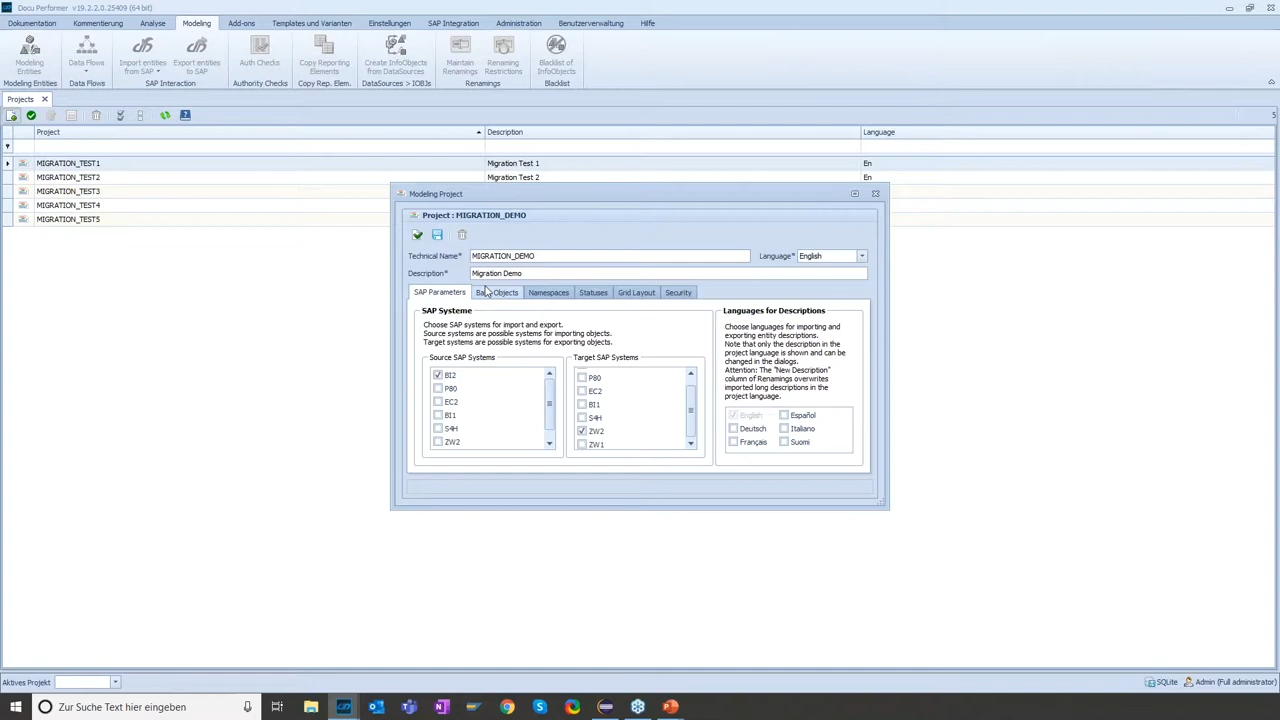 Docu Performer v19.2.2.0.25409 (64 bit)
Dokumentation Kommentierung Analyse Modeling Add-ons Templates und Varianten Einstellungen SAP Integration Administration Benutzerverwaltung Hilfe
Modeling Entities
Data Flows
Import entities from SAP
Export entities to SAP
Auth Checks
Copy Reporting Elements
Create InfoObjects from DataSources
Maintain Renamings
Renaming Restrictions
Blacklist of InfoObjects
Modeling Entities Data Flows SAP Interaction Authority Checks Copy Rep. Elem. DataSources > IOBJs Renamings Blacklist
Projects
5
Project Description Language
MIGRATION_TEST1 Migration Test 1 En
MIGRATION_TEST2 Migration Test 2 En
MIGRATION_TEST3
MIGRATION_TEST4
MIGRATION_TEST5
Modeling Project
Project : MIGRATION_DEMO
Technical Name* MIGRATION_DEMO Language* English
Description* Migration Demo
SAP Parameters Objects Namespaces Statuses Grid Layout Security
SAP Systeme
Choose SAP systems for import and export.
Source systems are possible systems for importing objects.
Target systems are possible systems for exporting objects.
Source SAP Systems
BI2
P80
EC2
BI1
S4H
ZW2
Target SAP Systems
P80
EC2
BI1
S4H
ZW2
ZW1
Languages for Descriptions
Choose languages for importing and
exporting entity descriptions.
Note that only the description in the
project language is shown and can be
changed in the dialogs.
Attention: The "New Description"
column of Renamings overwrites
imported long descriptions in the
project language.
English Español
Deutsch Italiano
Français Suomi
Aktives Projekt
SQLite Admin (Full administrator)
Zur Suche Text hier eingeben